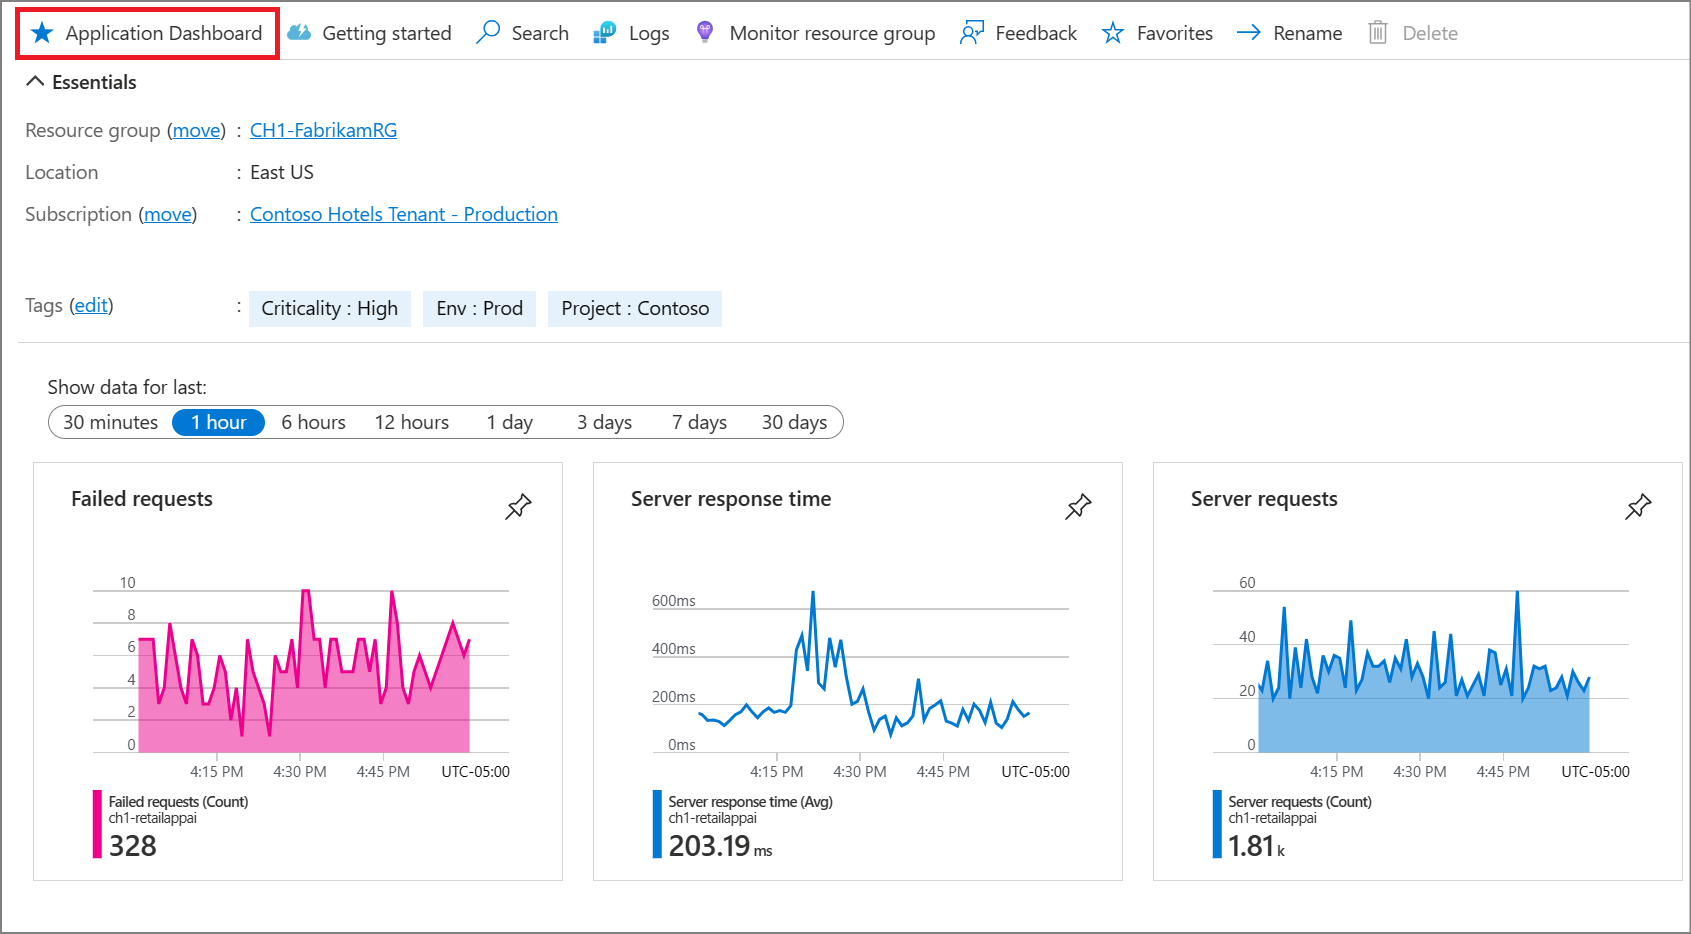 Application Dashboard Getting started Search Logs Monitor resource group Feedback Favorites Rename Delete
Essentials
Resource group (move) : CH1-FabrikamRG
Location : East US
Subscription (move) : Contoso Hotels Tenant - Production
Tags (edit) : Criticality : High Env : Prod Project : Contoso
Show data for last:
30 minutes 1 hour 6 hours 12 hours 1 day 3 days 7 days 30 days
Failed requests
10
8
6
4
2
0
4:15 PM 4:30 PM 4:45 PM UTC-05:00
Failed requests (Count)
ch1-retailappai
328
Server response time
600ms
400ms
200ms
0ms
4:15 PM 4:30 PM 4:45 PM UTC-05:00
Server response time (Avg)
ch1-retailappai
203.19 ms
Server requests
60
40
20
0
4:15 PM 4:30 PM 4:45 PM UTC-05:00
Server requests (Count)
ch1-retailappai
1.81 k